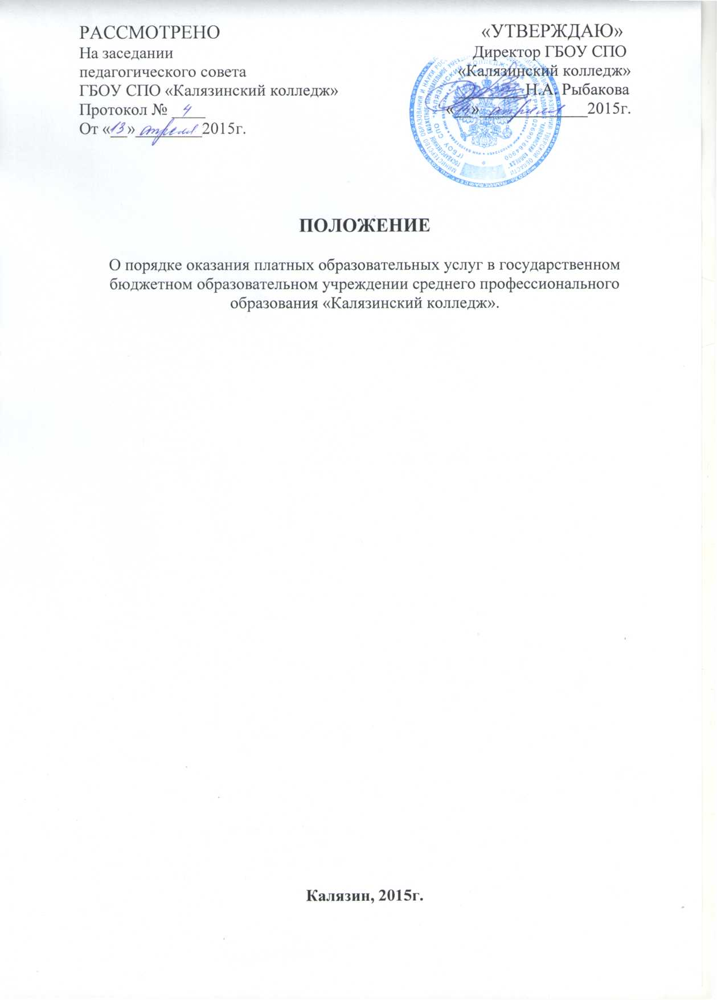 РАССМОТРЕНО
На заседании
педагогического совета
ГБОУ СПО «Калязинский колледж»
Протокол № 4
От «13» апреля 2015г.
«УТВЕРЖДАЮ»
Директор ГБОУ СПО
«Калязинский колледж»
Н.А. Рыбакова
«14» апреля 2015г.
ПОЛОЖЕНИЕ
О порядке оказания платных образовательных услуг в государственном
бюджетном образовательном учреждении среднего профессионального
образования «Калязинский колледж».
Калязин, 2015г.